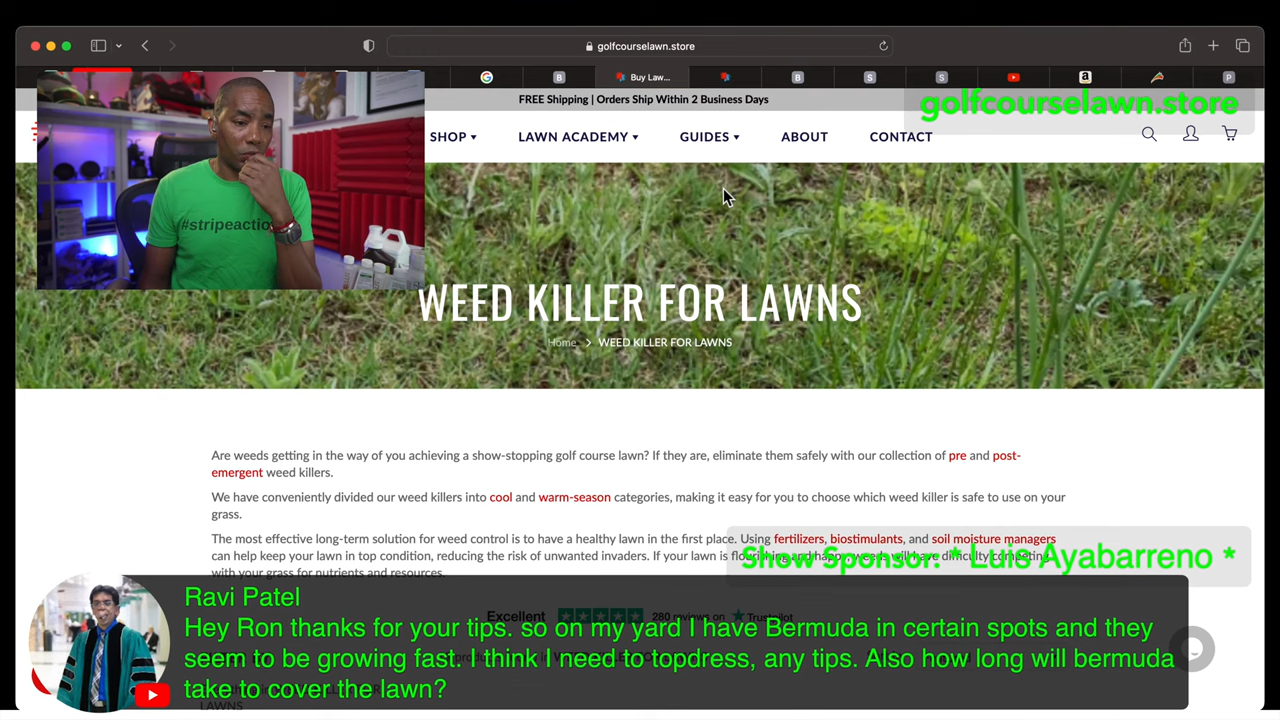 golfcourselawn.store
B
Buy Law...
B
S
S
a
P
FREE Shipping | Orders Ship Within 2 Business Days
golfcourselawn.store
SHOP
LAWN ACADEMY
GUIDES
ABOUT
CONTACT
#stripeactio
WEED KILLER FOR LAWNS
Home > WEED KILLER FOR LAWNS
Are weeds getting in the way of you achieving a show-stopping golf course lawn? If they are, eliminate them safely with our collection of pre and post-
emergent weed killers.
We have conveniently divided our weed killers into cool and warm-season categories, making it easy for you to choose which weed killer is safe to use on your
grass.
The most effective long-term solution for weed control is to have a healthy lawn in the first place. Using fertilizers, biostimulants, and soil moisture managers
can help keep your lawn in top condition, reducing the risk of unwanted invaders. If your lawn is flourishing and happy, weeds will have difficulty competing
with your grass for nutrients and resources.
Show Sponsor: * Luis Ayabarreno *
Excellent 280 reviews on Trustpilot
Ravi Patel
Hey Ron thanks for your tips. so on my yard I have Bermuda in certain spots and they
seem to be growing fast. I think I need to topdress, any tips. Also how long will bermuda
take to cover the lawn?
LAWNS